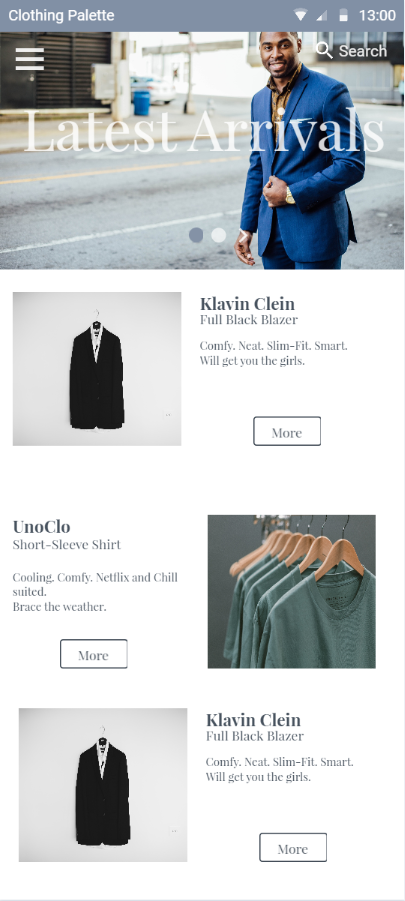 Clothing Palette 13:00
Search
Latest Arrivals
Klavin Clein
Full Black Blazer
Comfy. Neat. Slim-Fit. Smart.
Will get you the girls.
More
UnoClo
Short-Sleeve Shirt
Cooling. Comfy. Netflix and Chill
suited.
Brace the weather.
More
Klavin Clein
Full Black Blazer
Comfy. Neat. Slim-Fit. Smart.
Will get you the girls.
More